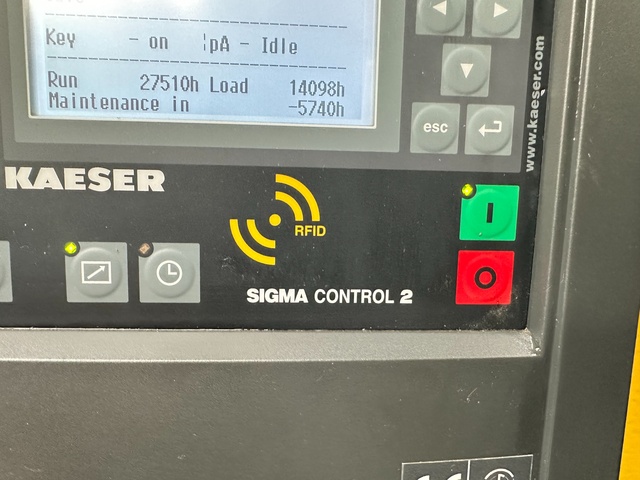 Key - on ¦pA - Idle
Run 27510h Load 14098h
Maintenance in -5740h
esc
www.kaeser.com
KAESER
RFID
I
O
SIGMA CONTROL 2